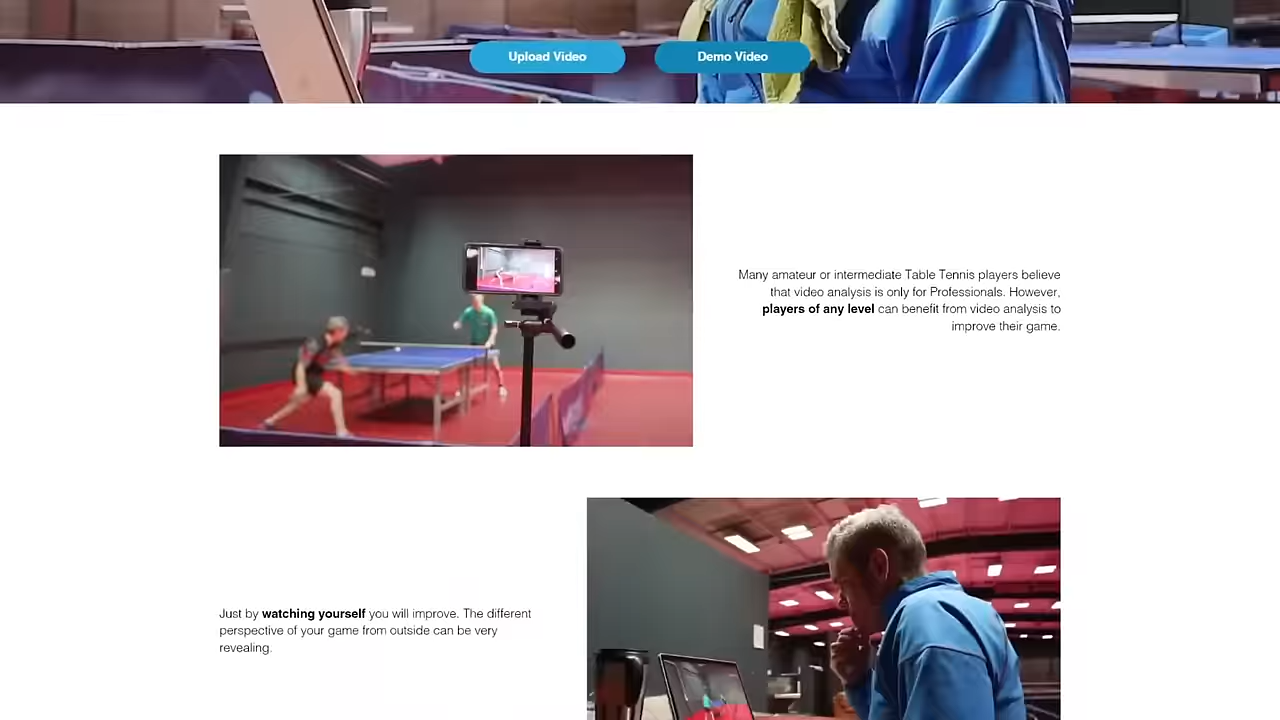 Upload Video
Demo Video
Many amateur or intermediate Table Tennis players believe
that video analysis is only for Professionals. However,
players of any level can benefit from video analysis to
improve their game.
Just by watching yourself you will improve. The different
perspective of your game from outside can be very
revealing.